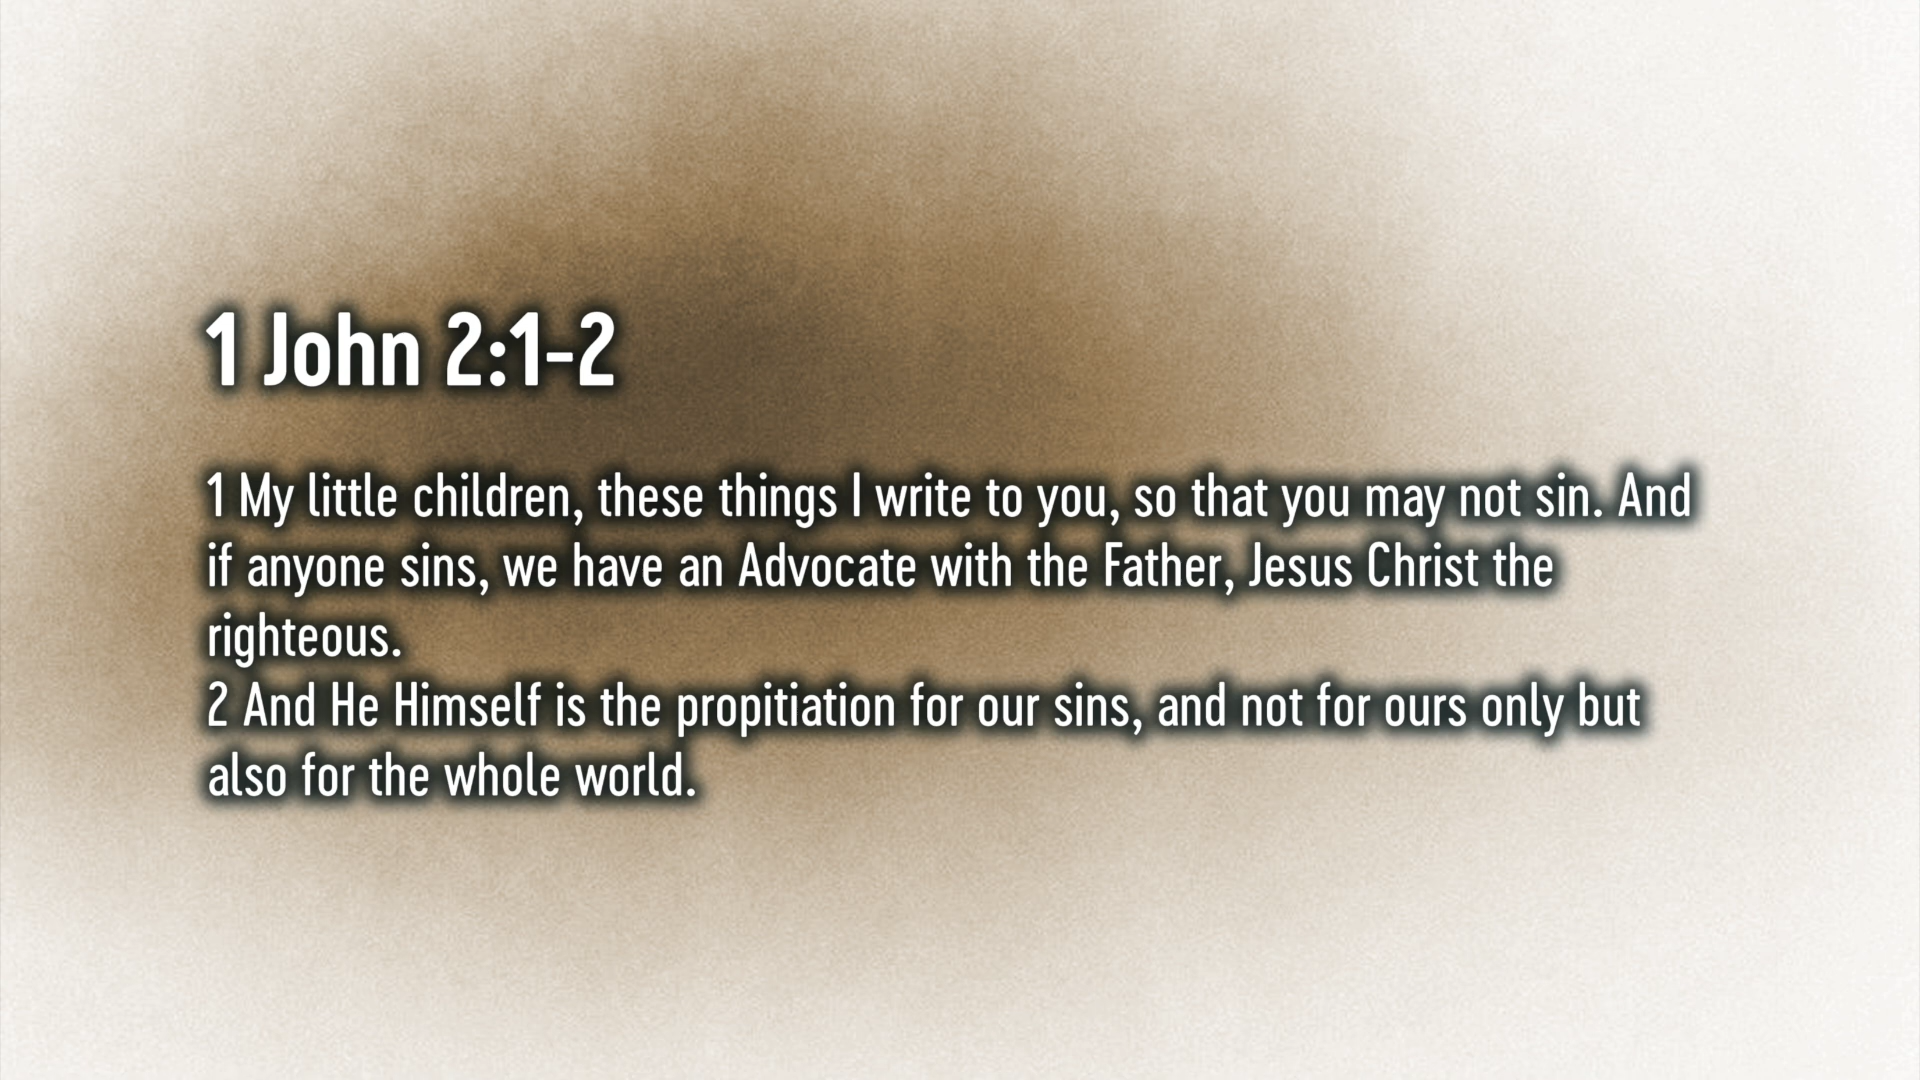 1 John 2:1-2
1 My little children, these things I write to you, so that you may not sin. And
if anyone sins, we have an Advocate with the Father, Jesus Christ the
righteous.
2 And He Himself is the propitiation for our sins, and not for ours only but
also for the whole world.